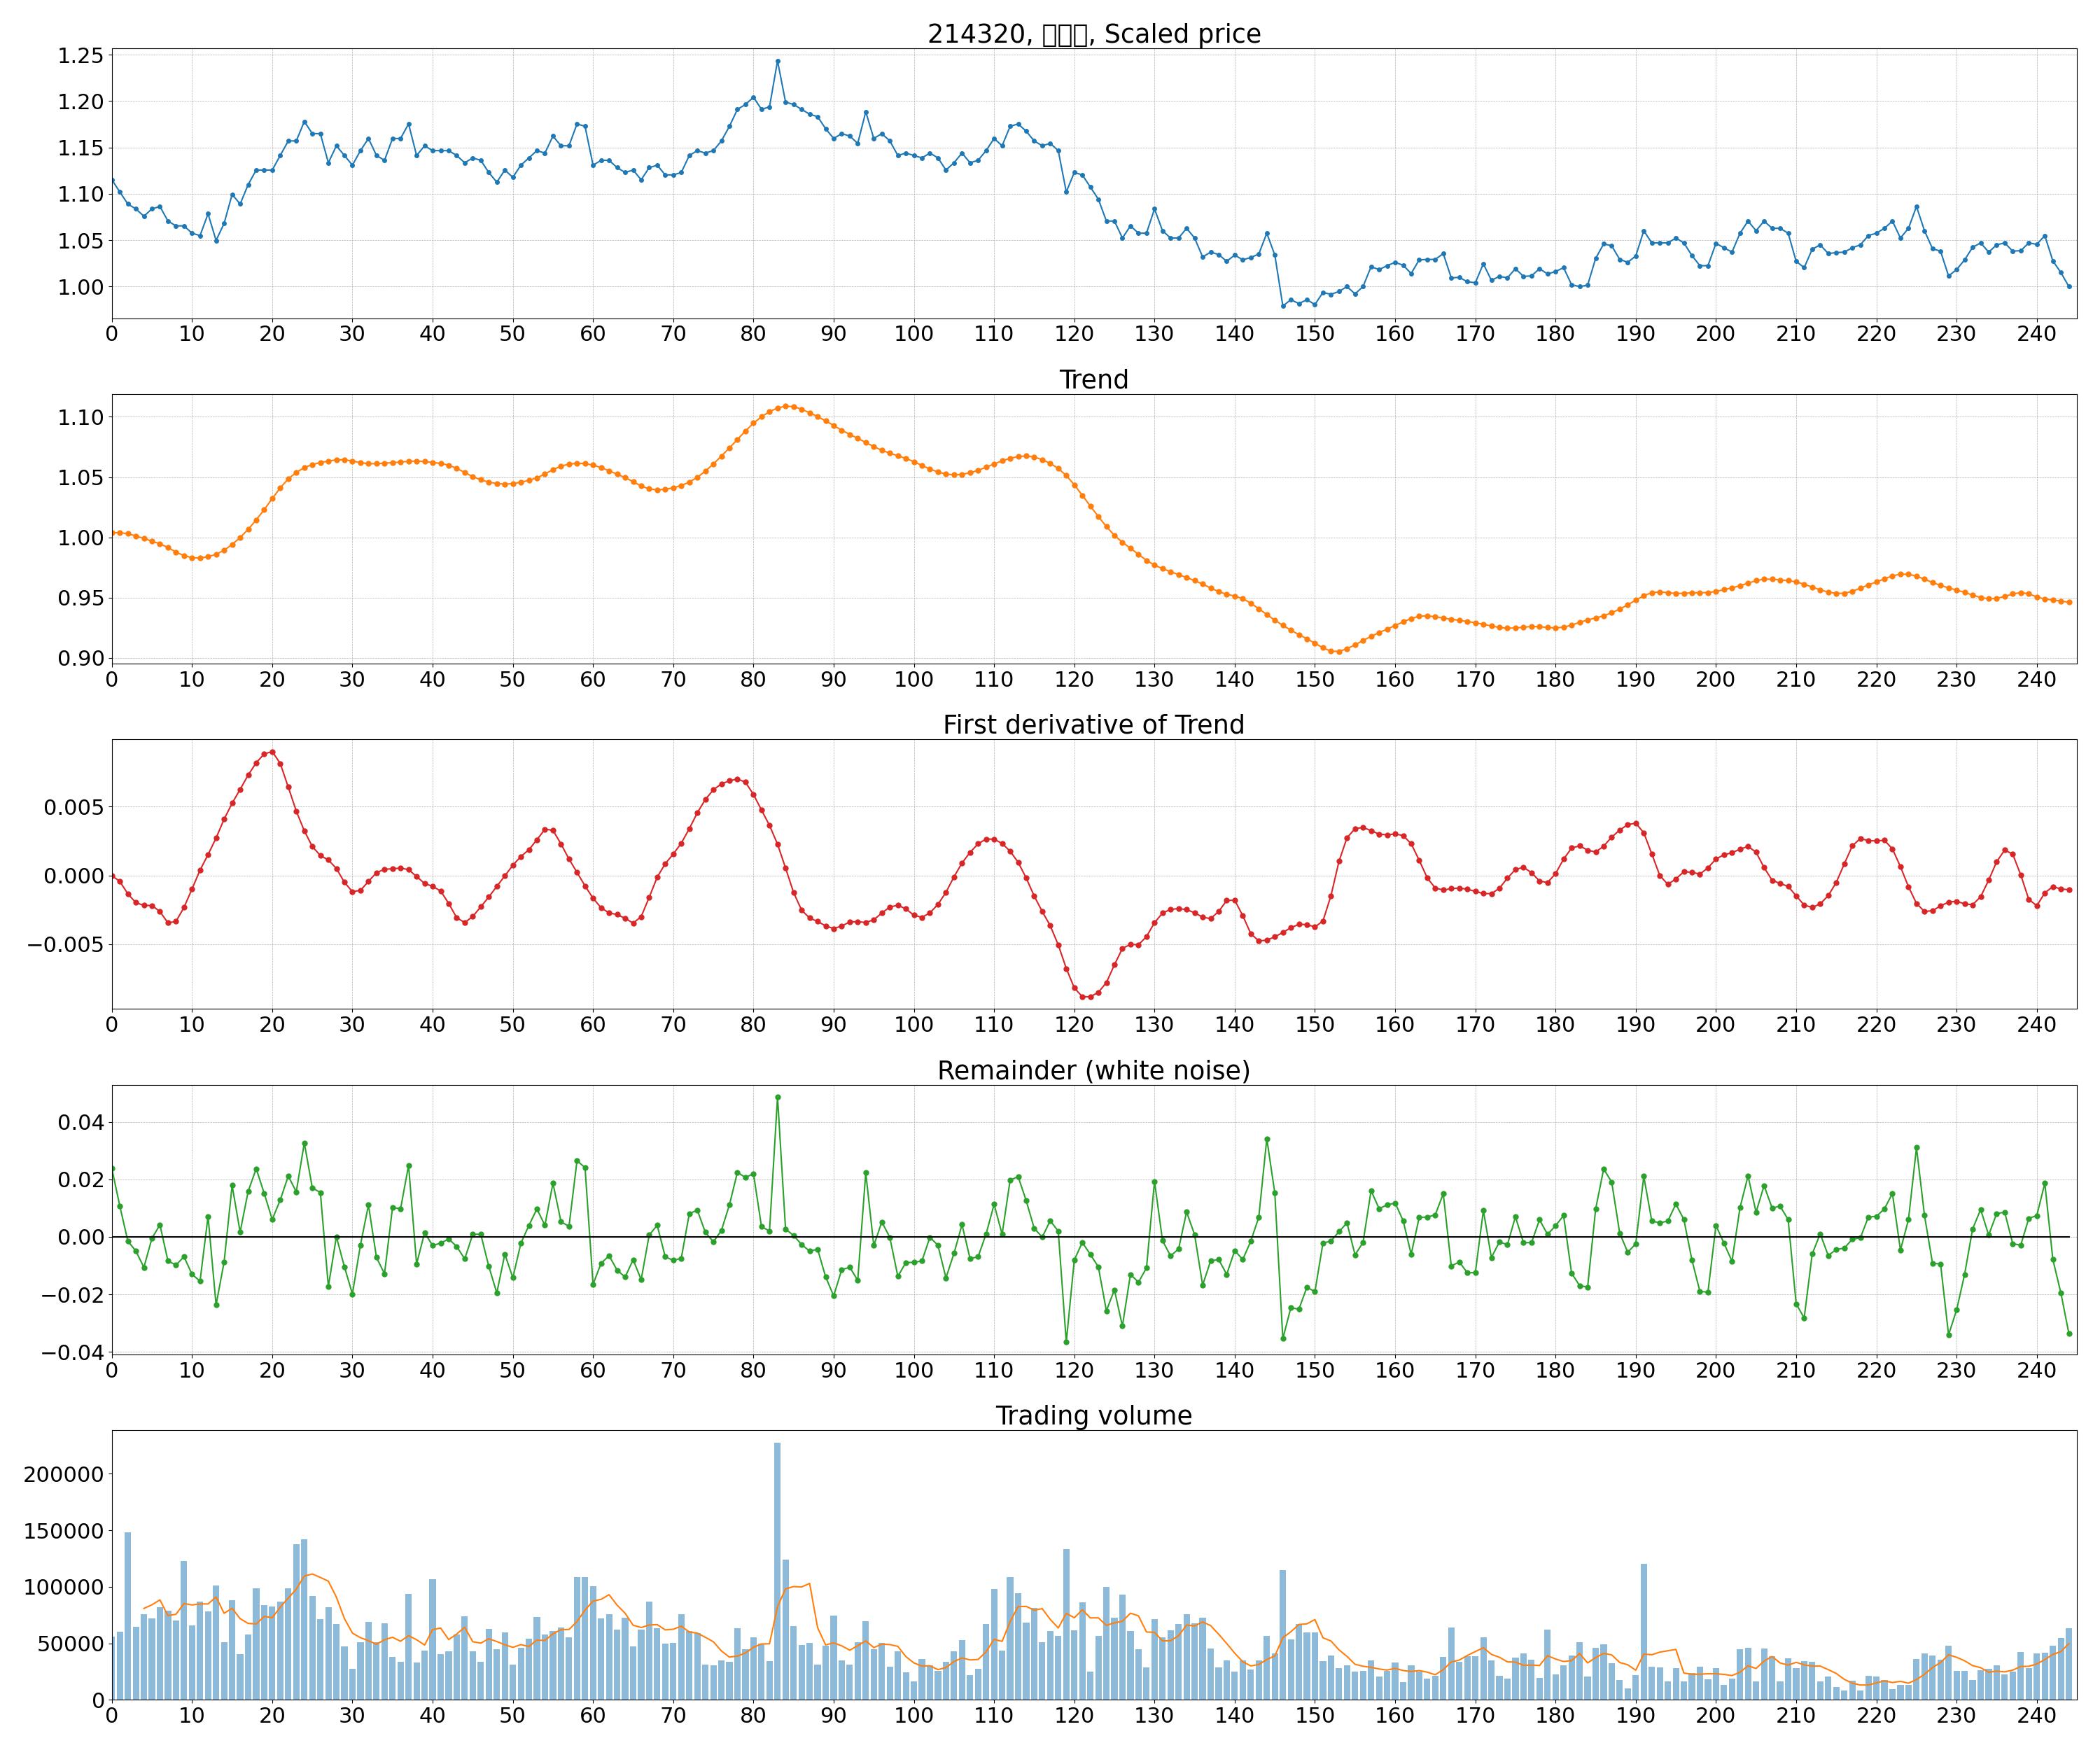 214320, □□□, Scaled price
1.25
1.20
1.15
1.10
1.05
1.00
0 10 20 30 40 50 60 70 80 90 100 110 120 130 140 150 160 170 180 190 200 210 220 230 240
Trend
1.10
1.05
1.00
0.95
0.90
0 10 20 30 40 50 60 70 80 90 100 110 120 130 140 150 160 170 180 190 200 210 220 230 240
First derivative of Trend
0.005
0.000
−0.005
0 10 20 30 40 50 60 70 80 90 100 110 120 130 140 150 160 170 180 190 200 210 220 230 240
Remainder (white noise)
0.04
0.02
0.00
−0.02
−0.04
0 10 20 30 40 50 60 70 80 90 100 110 120 130 140 150 160 170 180 190 200 210 220 230 240
Trading volume
200000
150000
100000
50000
0
0 10 20 30 40 50 60 70 80 90 100 110 120 130 140 150 160 170 180 190 200 210 220 230 240